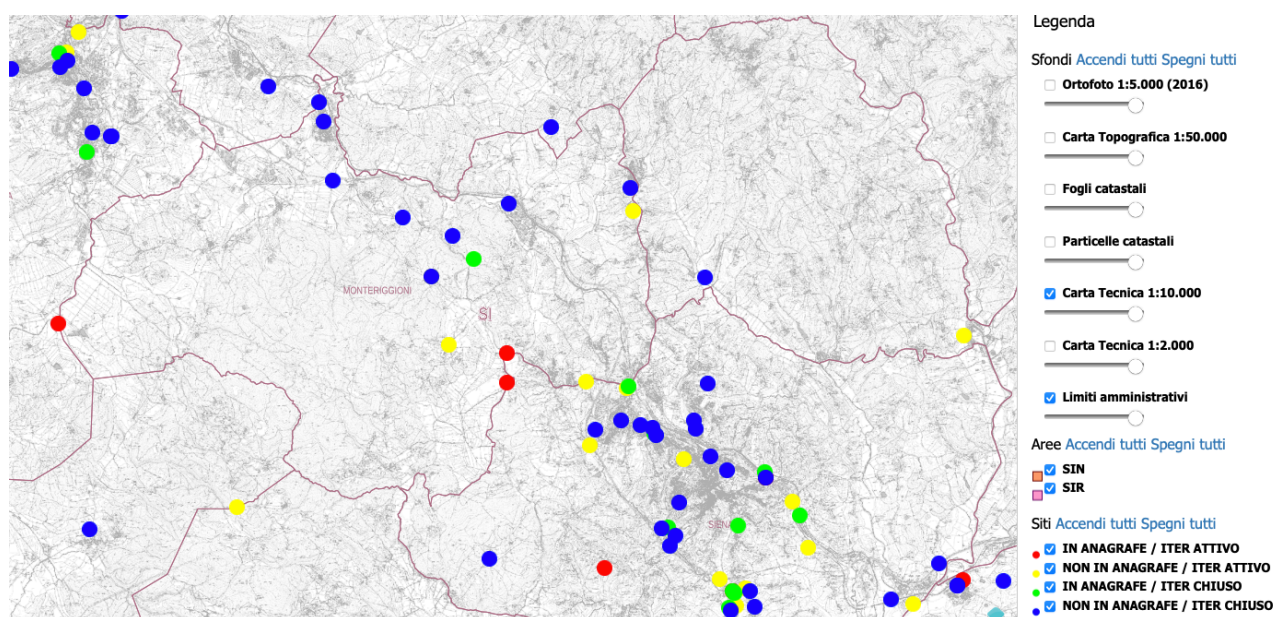 Legenda
Sfondi Accendi tutti Spegni tutti
Ortofoto 1:5.000 (2016)
Carta Topografica 1:50.000
Fogli catastali
Particelle catastali
Carta Tecnica 1:10.000
Carta Tecnica 1:2.000
Limiti amministrativi
Aree Accendi tutti Spegni tutti
SIN
SIR
Siti Accendi tutti Spegni tutti
IN ANAGRAFE / ITER ATTIVO
NON IN ANAGRAFE / ITER ATTIVO
IN ANAGRAFE / ITER CHIUSO
NON IN ANAGRAFE / ITER CHIUSO
MONTERIGGIONI
SI
SIENA